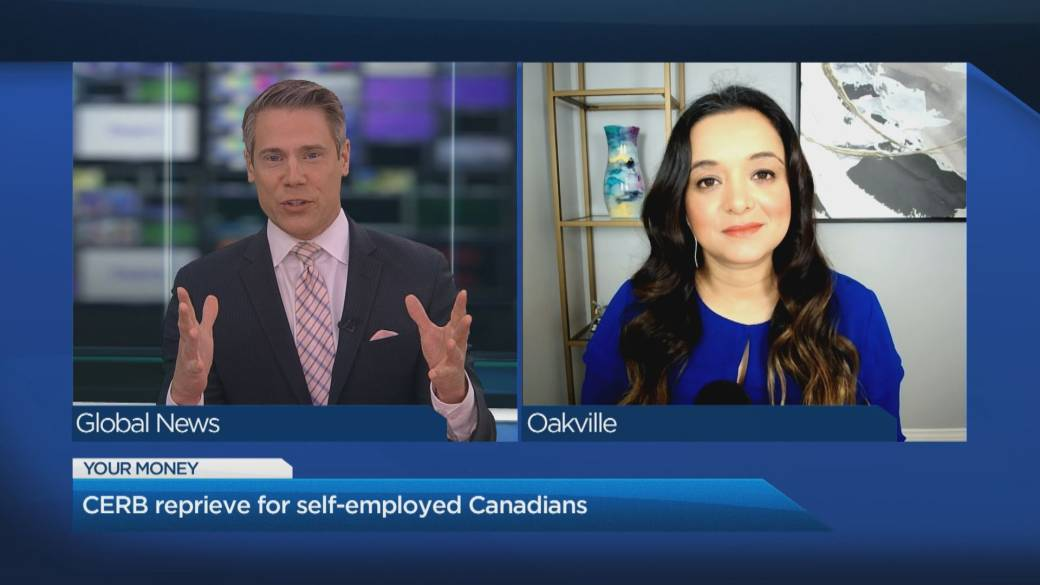 Global News
Oakville
YOUR MONEY
CERB reprieve for self-employed Canadians